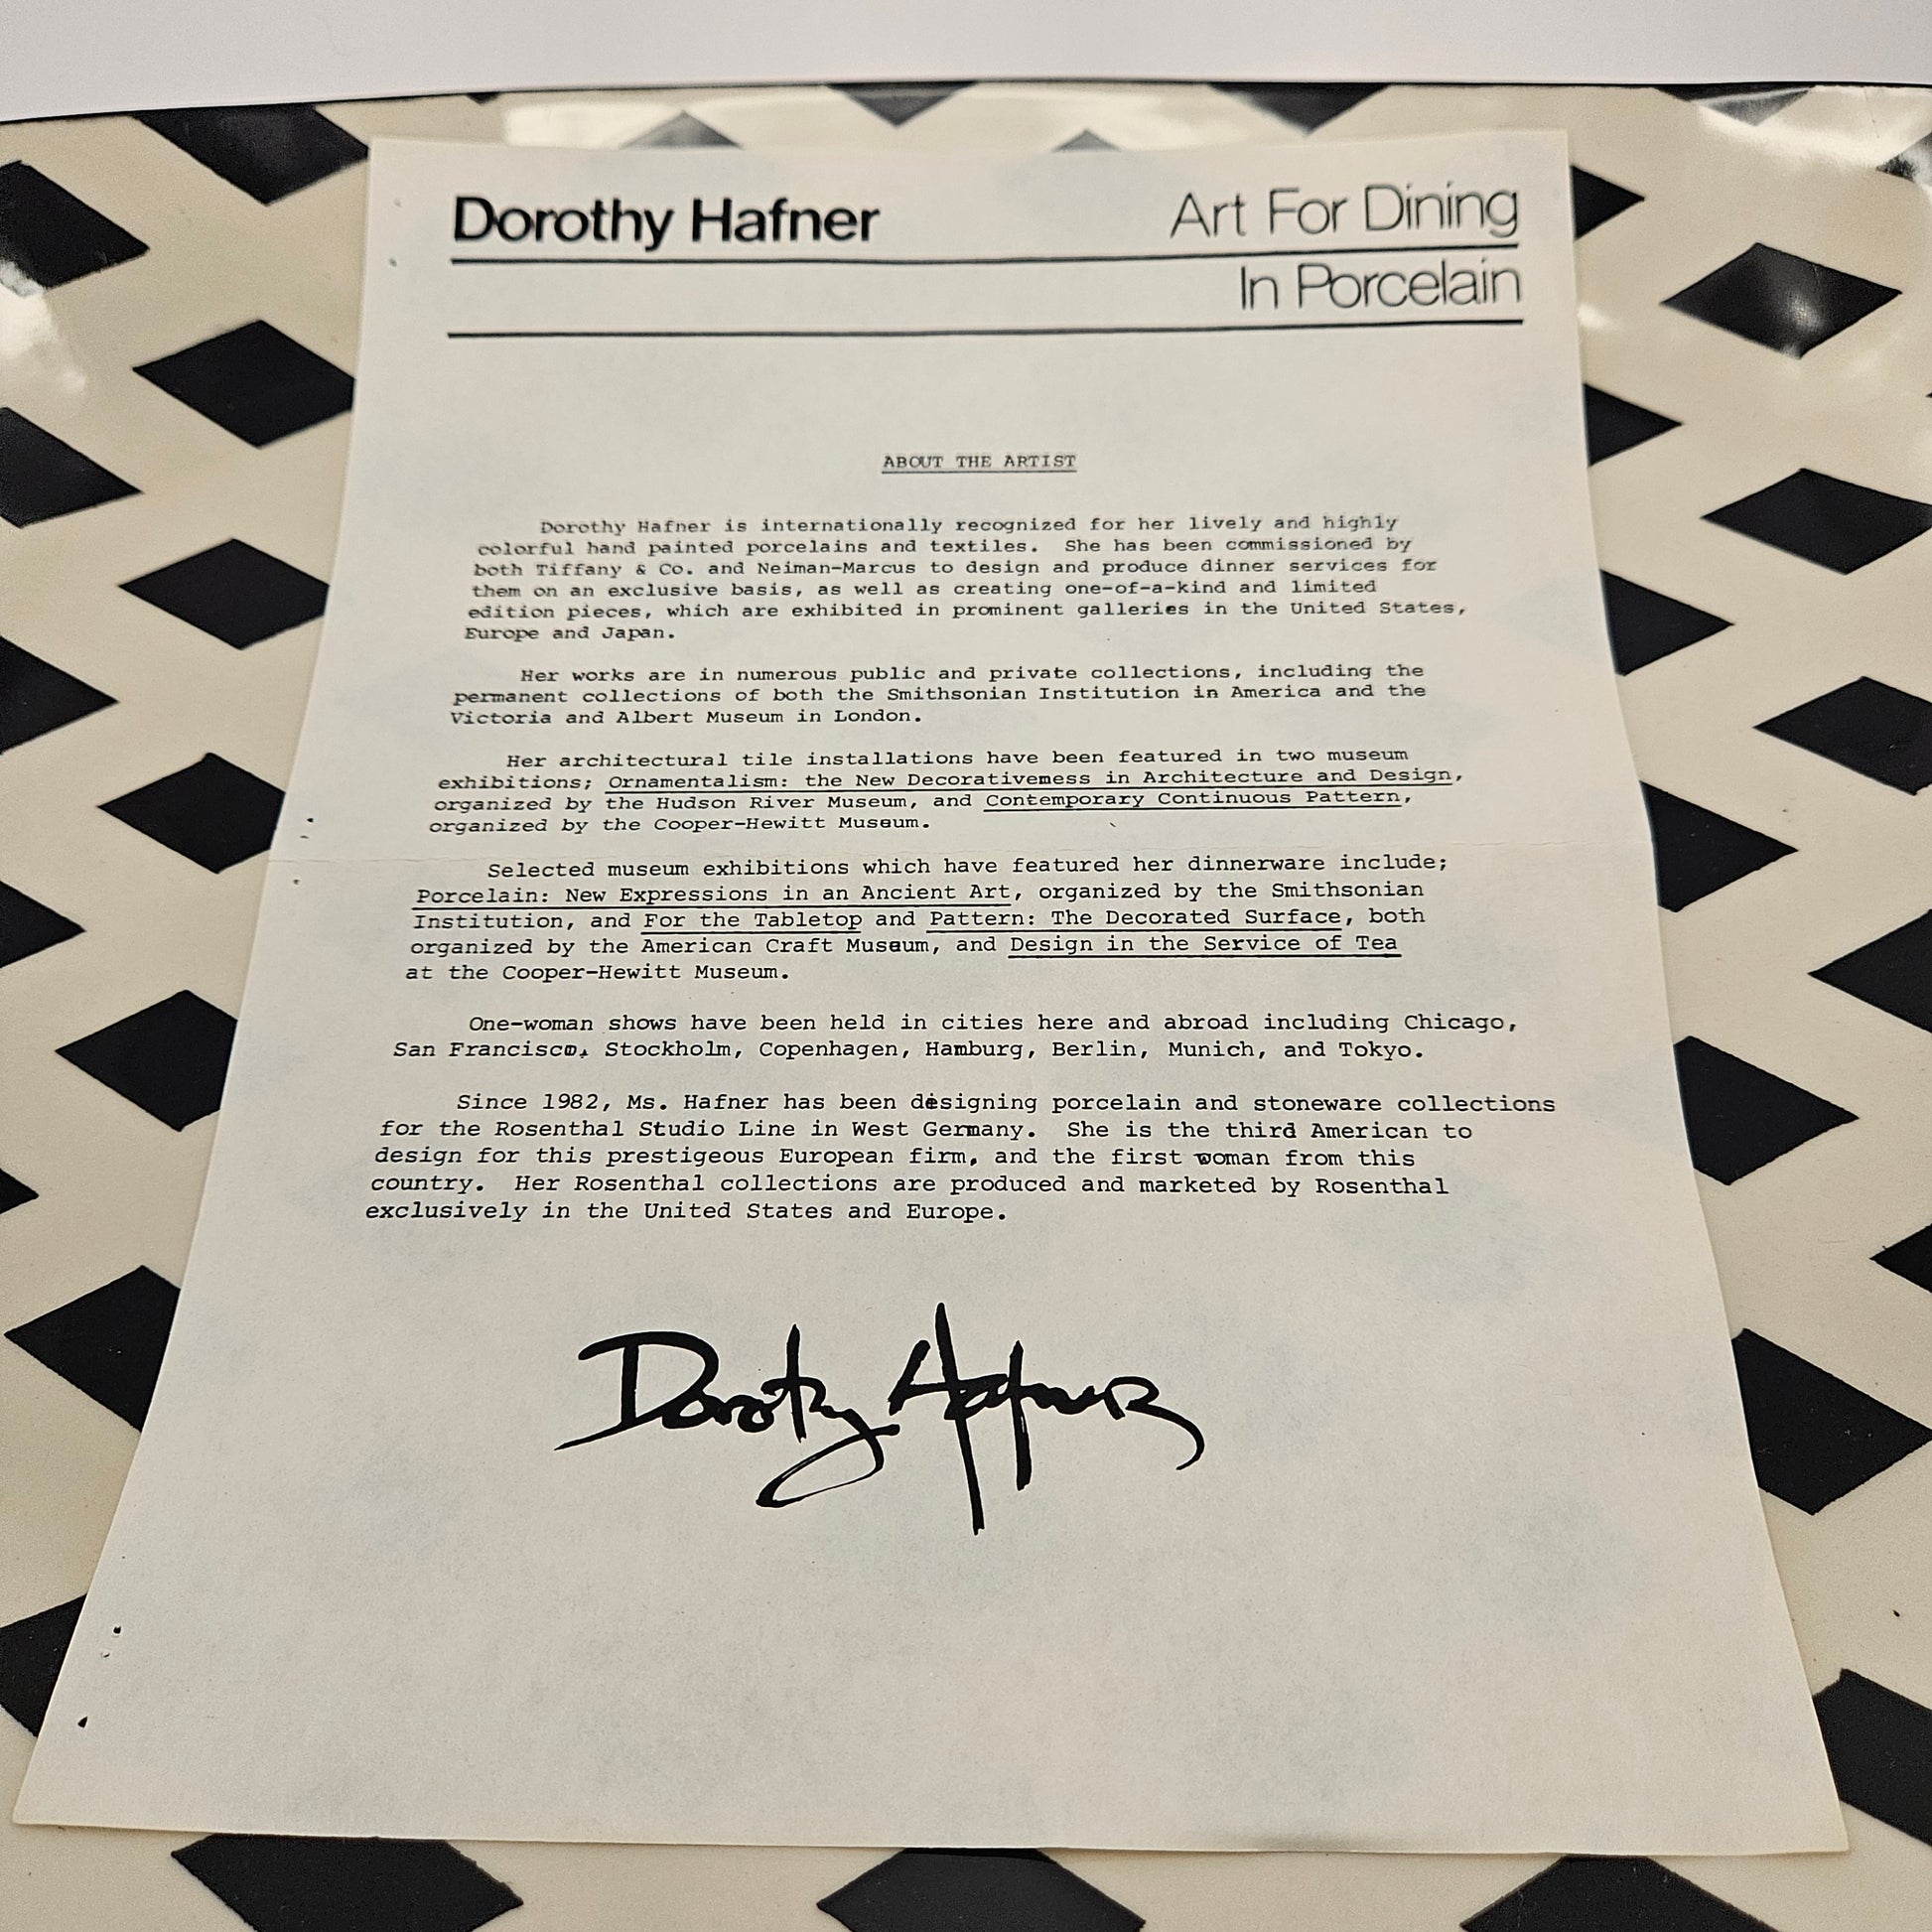 Dorothy Hafner
Art For Dining
In Porcelain
ABOUT THE ARTIST
Dorothy Hafner is internationally recognized for her lively and highly
colorful hand painted porcelains and textiles. She has been commissioned by
both Tiffany & Co. and Neiman-Marcus to design and produce dinner services for
them on an exclusive basis, as well as creating one-of-a-kind and limited
edition pieces, which are exhibited in prominent galleries in the United States,
Europe and Japan.
Her works are in numerous public and private collections, including the
permanent collections of both the Smithsonian Institution in America and the
Victoria and Albert Museum in London.
Her architectural tile installations have been featured in two museum
exhibitions; Ornamentalism: the New Decorativemess in Architecture and Design,
organized by the Hudson River Museum, and Contemporary Continuous Pattern,
organized by the Cooper-Hewitt Museum.
Selected museum exhibitions which have featured her dinnerware include;
Porcelain: New Expressions in an Ancient Art, organized by the Smithsonian
Institution, and For the Tabletop and Pattern: The Decorated Surface, both
organized by the American Craft Museum, and Design in the Service of Tea
at the Cooper-Hewitt Museum.
One-woman shows have been held in cities here and abroad including Chicago,
San Francisco, Stockholm, Copenhagen, Hamburg, Berlin, Munich, and Tokyo.
Since 1982, Ms. Hafner has been designing porcelain and stoneware collections
for the Rosenthal Studio Line in West Germany. She is the third American to
design for this prestigeous European firm, and the first woman from this
country. Her Rosenthal collections are produced and marketed by Rosenthal
exclusively in the United States and Europe.
Dorothy Hafner